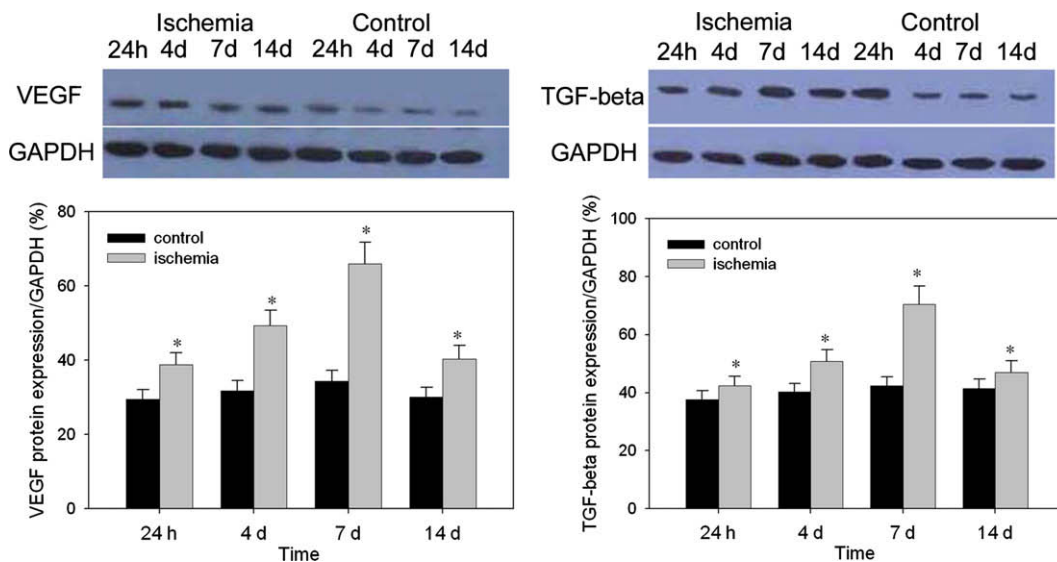 Ischemia Control
24h 4d 7d 14d 24h 4d 7d 14d
VEGF
GAPDH
VEGF protein expression/GAPDH (%)
80
60
40
20
0
control
ischemia
*
*
*
*
24 h 4 d 7 d 14 d
Time
Ischemia Control
24h 4d 7d 14d 24h 4d 7d 14d
TGF-beta
GAPDH
TGF-beta protein expression/GAPDH (%)
100
80
60
40
20
0
control
ischemia
*
*
*
*
24 h 4 d 7 d 14 d
Time